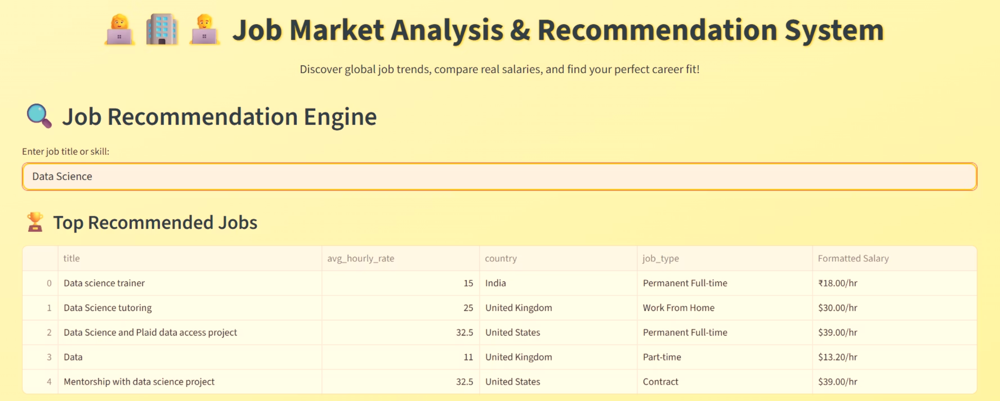 Job Market Analysis & Recommendation System
Discover global job trends, compare real salaries, and find your perfect career fit!
Job Recommendation Engine
Enter job title or skill:
Data Science
Top Recommended Jobs
title avg_hourly_rate country job_type Formatted Salary
0 Data science trainer 15 India Permanent Full-time ₹18.00/hr
1 Data Science tutoring 25 United Kingdom Work From Home $30.00/hr
2 Data Science and Plaid data access project 32.5 United States Permanent Full-time $39.00/hr
3 Data 11 United Kingdom Part-time $13.20/hr
4 Mentorship with data science project 32.5 United States Contract $39.00/hr